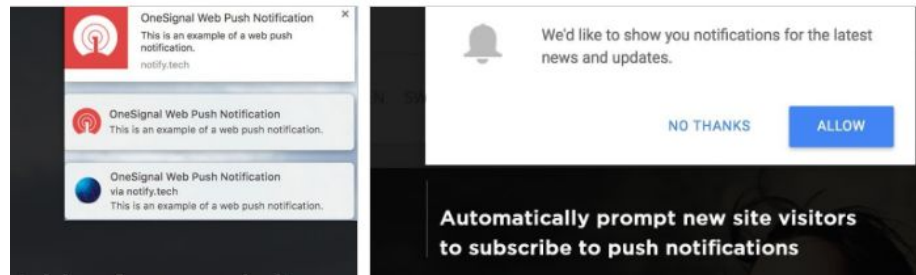 OneSignal Web Push Notification
This is an example of a web push
notification.
notify.tech
OneSignal Web Push Notification
This is an example of a web push notification.
OneSignal Web Push Notification
via notify.tech
This is an example of a web push notification.
We'd like to show you notifications for the latest
news and updates.
NO THANKS
ALLOW
Automatically prompt new site visitors
to subscribe to push notifications